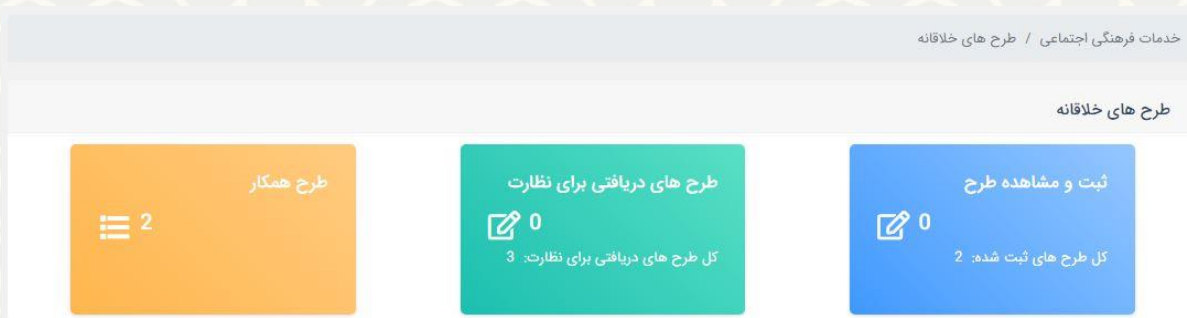 خدمات فرهنگی اجتماعی / طرح های خلاقانه
طرح های خلاقانه
ثبت و مشاهده طرح
0
کل طرح های ثبت شده: 2
طرح های دریافتی برای نظارت
0
کل طرح های دریافتی برای نظارت: 3
طرح همکار
2